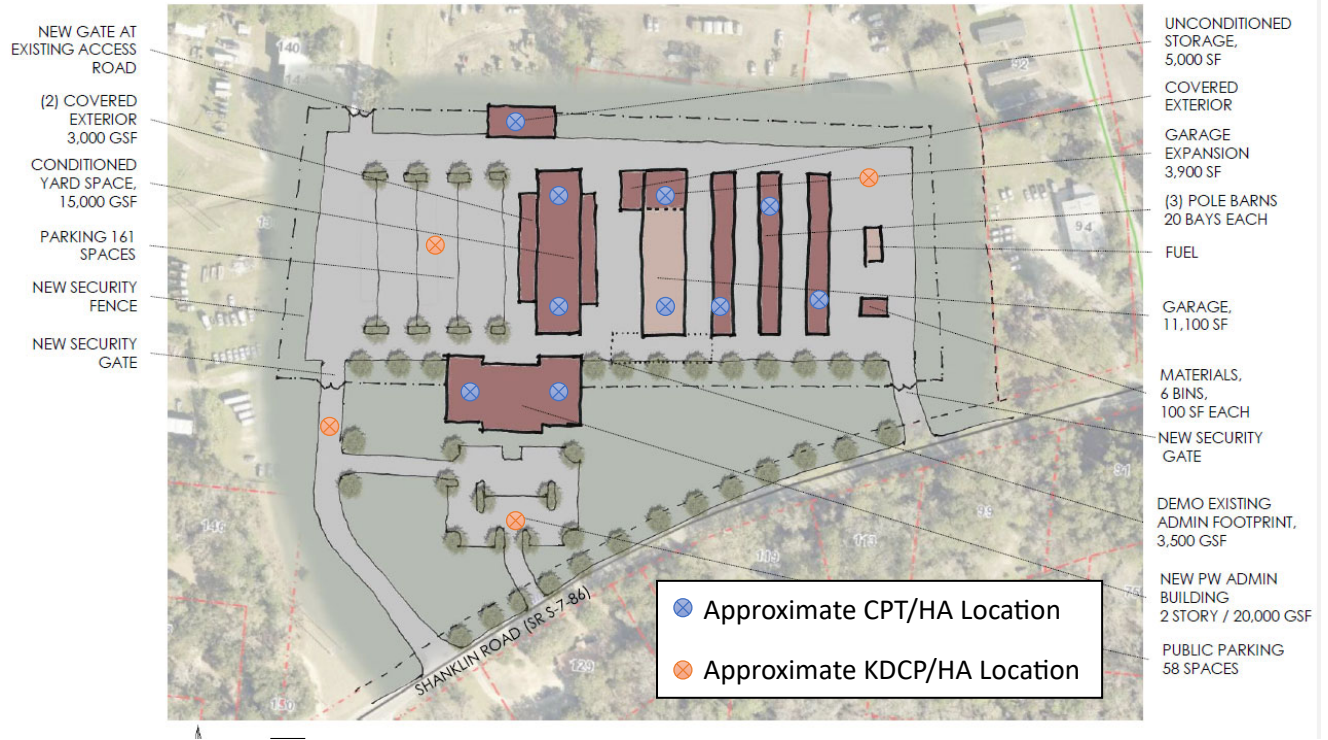 NEW GATE AT
EXISTING ACCESS
ROAD
(2) COVERED
EXTERIOR
3,000 GSF
CONDITIONED
YARD SPACE,
15,000 GSF
PARKING 161
SPACES
NEW SECURITY
FENCE
NEW SECURITY
GATE
140
92
94
91
99
113
119
129
146
150
UNCONDITIONED
STORAGE,
5,000 SF
COVERED
EXTERIOR
GARAGE
EXPANSION
3,900 SF
(3) POLE BARNS
20 BAYS EACH
FUEL
GARAGE,
11,100 SF
MATERIALS,
6 BINS,
100 SF EACH
NEW SECURITY
GATE
DEMO EXISTING
ADMIN FOOTPRINT,
3,500 GSF
NEW PW ADMIN
BUILDING
2 STORY / 20,000 GSF
PUBLIC PARKING
58 SPACES
SHANKLIN ROAD (SR S-7-86)
Approximate CPT/HA Location
Approximate KDCP/HA Location